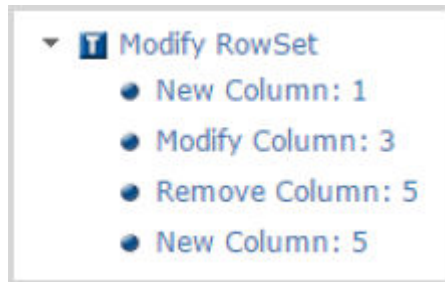 T Modify RowSet
New Column: 1
Modify Column: 3
Remove Column: 5
New Column: 5